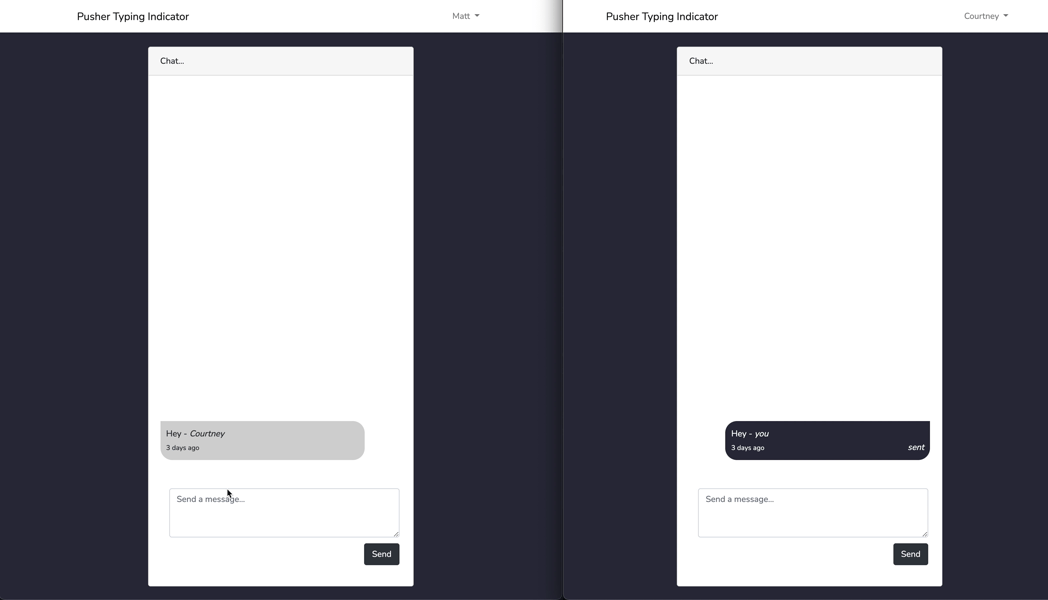 Pusher Typing Indicator
Matt
Chat...
Hey - Courtney
3 days ago
Send a message...
Send
Pusher Typing Indicator
Courtney
Chat...
Hey - you
3 days ago
sent
Send a message...
Send